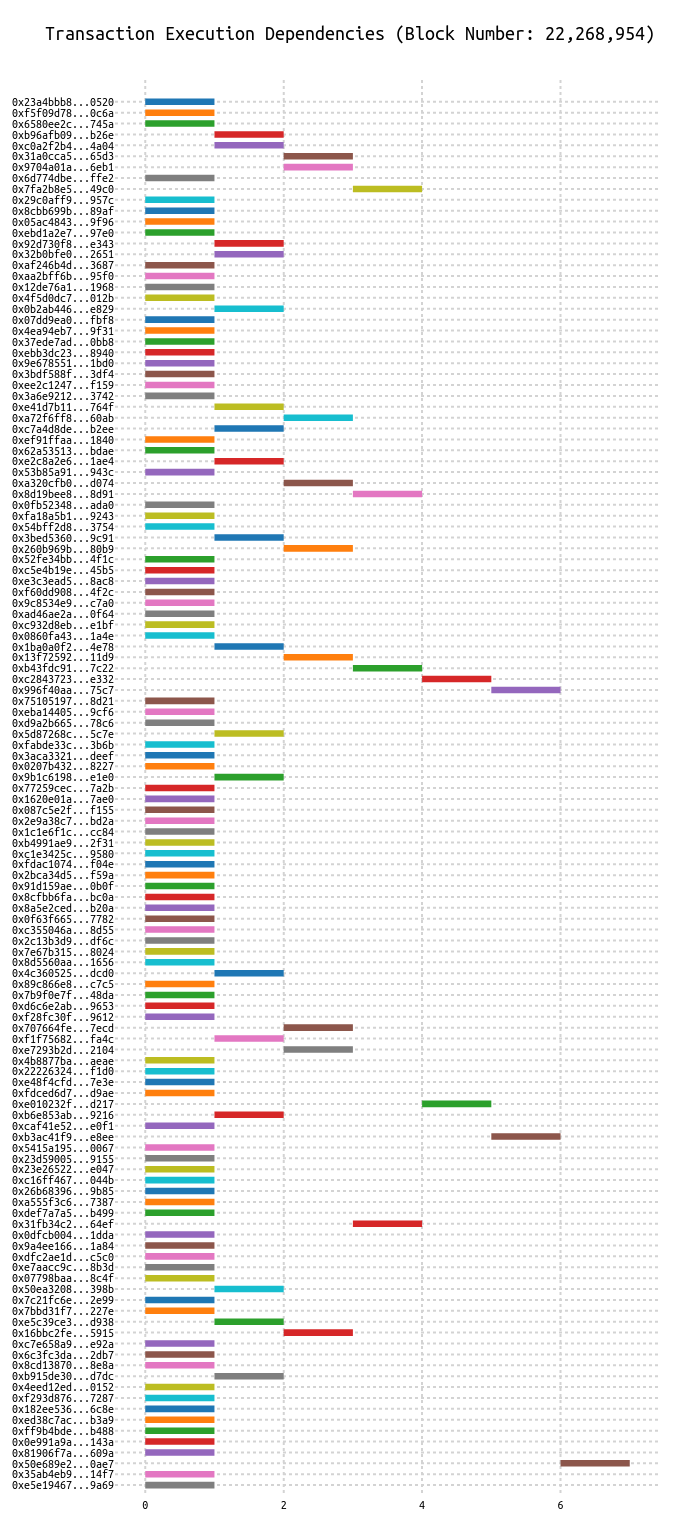 Transaction Execution Dependencies (Block Number: 22,268,954)
0x23a4bbb8...0520
0xf5f09d78...0c6a
0x6580ee2c...745a
0xb96afb09...b26e
0xc0a2f2b4...4a04
0x31a0cca5...65d3
0x9704a01a...6eb1
0x6d774dbe...ffe2
0x7fa2b8e5...49c0
0x29c0aff9...957c
0x8cbb699b...89af
0x05ac4843...9f96
0xebd1a2e7...97e0
0x92d730f8...e343
0x32b0bfe0...2651
0xaf246b4d...3687
0xaa2bff6b...95f0
0x12de76a1...1968
0x4f5d0dc7...012b
0x0b2ab446...e829
0x07dd9ea0...fbf8
0x4ea94eb7...9f31
0x37ede7ad...0bb8
0xebb3dc23...8940
0x9e678551...1bd0
0x3bdf588f...3df4
0xee2c1247...f159
0x3a6e9212...3742
0xe41d7b11...764f
0xa72f6ff8...60ab
0xc7a4d8de...b2ee
0xef91ffaa...1840
0x62a53513...bdae
0xe2c8a2e6...1ae4
0x53b85a91...943c
0xa320cfb0...d074
0x8d19bee8...8d91
0x0fb52348...ada0
0xfa18a5b1...9243
0x54bff2d8...3754
0x3bed5360...9c91
0x260b969b...80b9
0x52fe34bb...4f1c
0xc5e4b19e...45b5
0xe3c3ead5...8ac8
0xf60dd908...4f2c
0x9c8534e9...c7a0
0xad46ae2a...0f64
0xc932d8eb...e1bf
0x0860fa43...1a4e
0x1ba0a0f2...4e78
0x13f72592...11d9
0xb43fdc91...7c22
0xc2843723...e332
0x996f40aa...75c7
0x75105197...8d21
0xeba14405...9cf6
0xd9a2b665...78c6
0x5d87268c...5c7e
0xfabde33c...3b6b
0x3aca3321...deef
0x0207b432...8227
0x9b1c6198...e1e0
0x77259cec...7a2b
0x1620e01a...7ae0
0x087c5e2f...f155
0x2e9a38c7...bd2a
0x1c1e6f1c...cc84
0xb4991ae9...2f31
0xc1e3425c...9580
0xfdac1074...f04e
0x2bca34d5...f59a
0x91d159ae...0b0f
0x8cfbb6fa...bc0a
0x8a5e2ced...b20a
0x0f63f665...7782
0xc355046a...8d55
0x2c13b3d9...df6c
0x7e67b315...8024
0x8d5560aa...1656
0x4c360525...dcd0
0x89c866e8...c7c5
0x7b9f0e7f...48da
0xd6c6e2ab...9653
0xf28fc30f...9612
0x707664fe...7ecd
0xf1f75682...fa4c
0xe7293b2d...2104
0x4b8877ba...aeae
0x22226324...f1d0
0xe48f4cfd...7e3e
0xfdced6d7...d9ae
0xe010232f...d217
0xb6e853ab...9216
0xcaf41e52...e0f1
0xb3ac41f9...e8ee
0x5415a195...0067
0x23d59005...9155
0x23e26522...e047
0xc16ff467...044b
0x26b68396...9b85
0xa555f3c6...7387
0xdef7a7a5...b499
0x31fb34c2...64ef
0x0dfcb004...1dda
0x9a4ee166...1a84
0xdfc2ae1d...c5c0
0xe7aacc9c...8b3d
0x07798baa...8c4f
0x50ea3208...398b
0x7c21fc6e...2e99
0x7bbd31f7...227e
0xe5c39ce3...d938
0x16bbc2fe...5915
0xc7e658a9...e92a
0x6c3fc3da...2db7
0x8cd13870...8e8a
0xb915de30...d7dc
0x4eed12ed...0152
0xf293d876...7287
0x182ee536...6c8e
0xed38c7ac...b3a9
0xff9b4bde...b488
0x0e991a9a...143a
0x81906f7a...609a
0x50e689e2...0ae7
0x35ab4eb9...14f7
0xe5e19467...9a69
0 2 4 6